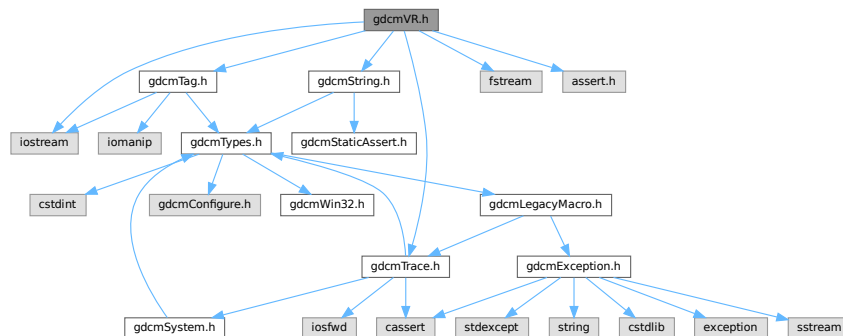 gdcmVR.h
gdcmTag.h
gdcmString.h
fstream
assert.h
iostream
iomanip
gdcmTypes.h
gdcmStaticAssert.h
cstdint
gdcmConfigure.h
gdcmWin32.h
gdcmLegacyMacro.h
gdcmTrace.h
gdcmException.h
gdcmSystem.h
iosfwd
cassert
stdexcept
string
cstdlib
exception
sstream